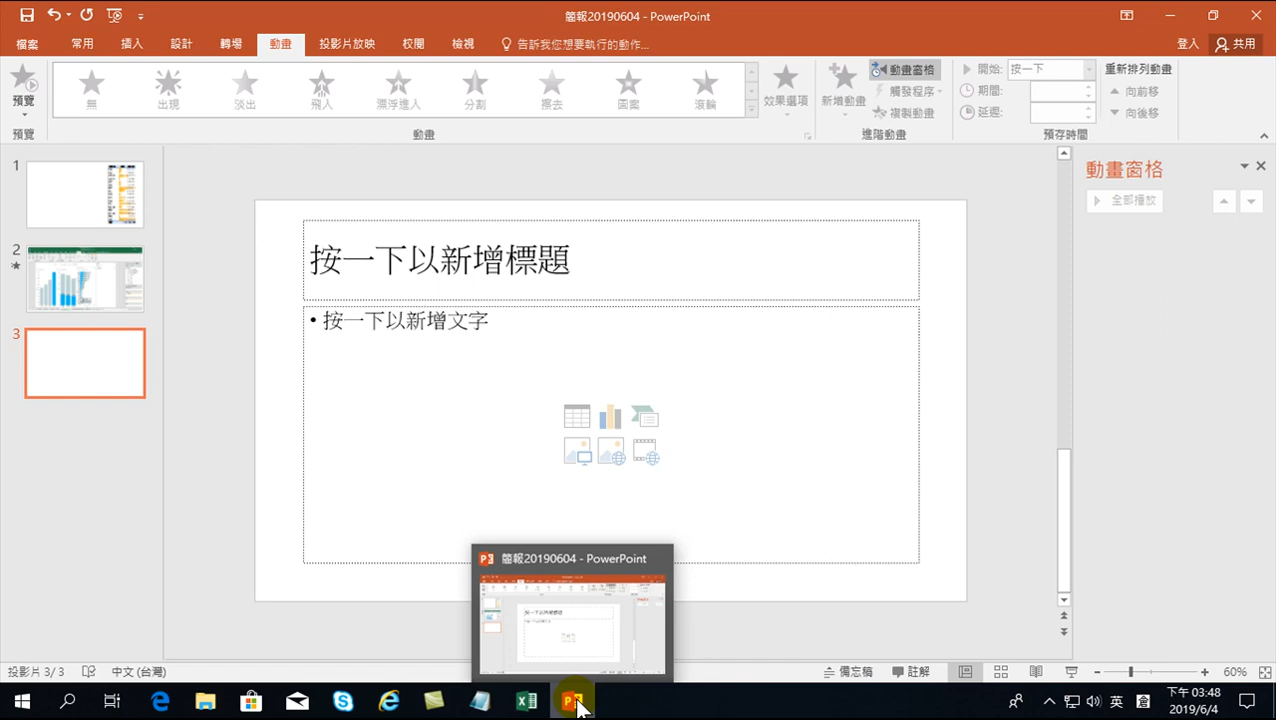 簡報20190604 - PowerPoint
檔案 常用 插入 設計 轉場 動畫 投影片放映 校閱 檢視 告訴我您想要執行的動作... 登入 共用
預覽 無 出現 淡出 飛入 漂浮進入 分割 擦去 圖案 滾輪 效果選項 新增動畫
動畫窗格 開始: 按一下 重新排列動畫
觸發程序 期間: 向前移
複製動畫 延遲: 向後移
預覽 動畫 進階動畫 預存時間
動畫窗格
全部播放
1
2
3
按一下以新增標題
• 按一下以新增文字
簡報20190604 - PowerPoint
投影片 3/3 中文 (台灣) 備忘稿 註解 60%
英 倉 下午 03:48
2019/6/4